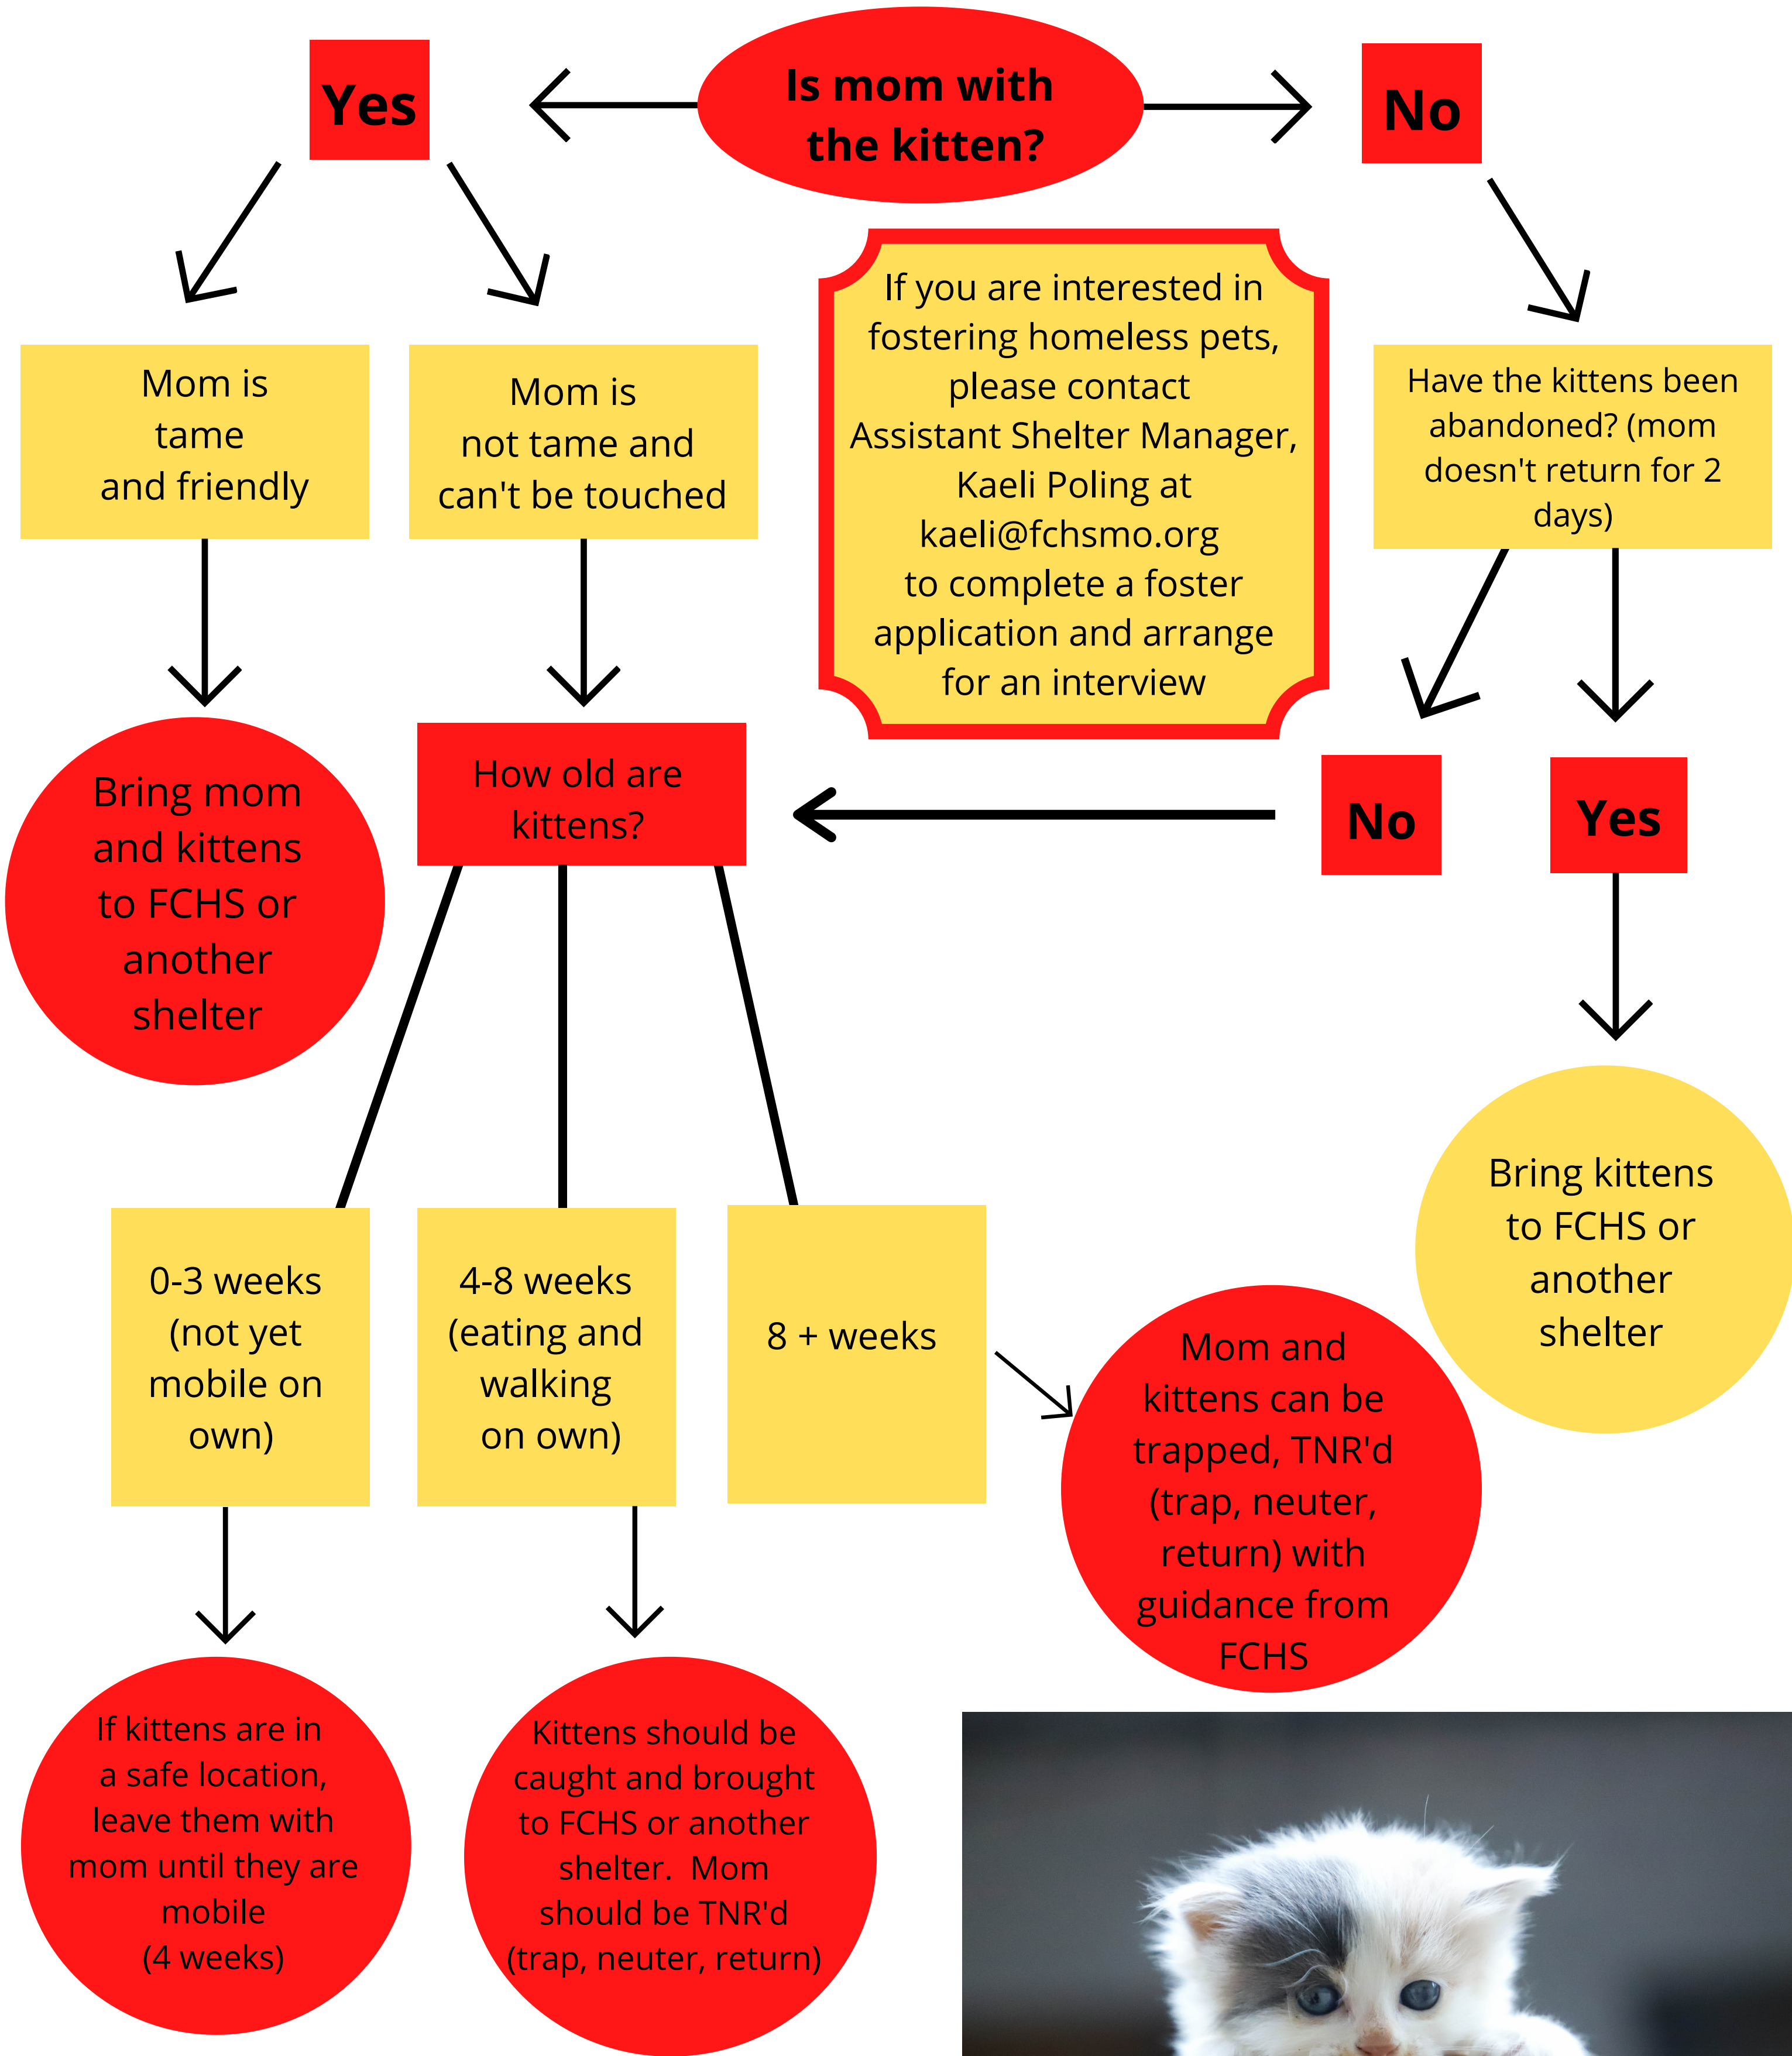 Is mom with
the kitten?
Yes
No
Mom is
tame
and friendly
Mom is
not tame and
can't be touched
If you are interested in
fostering homeless pets,
please contact
Assistant Shelter Manager,
Kaeli Poling at
kaeli@fchsmo.org
to complete a foster
application and arrange
for an interview
Have the kittens been
abandoned? (mom
doesn't return for 2
days)
Bring mom
and kittens
to FCHS or
another
shelter
How old are
kittens?
No
Yes
Bring kittens
to FCHS or
another
shelter
0-3 weeks
(not yet
mobile on
own)
4-8 weeks
(eating and
walking
on own)
8 + weeks
Mom and
kittens can be
trapped, TNR'd
(trap, neuter,
return) with
guidance from
FCHS
If kittens are in
a safe location,
leave them with
mom until they are
mobile
(4 weeks)
Kittens should be
caught and brought
to FCHS or another
shelter.  Mom
should be TNR'd
(trap, neuter, return)